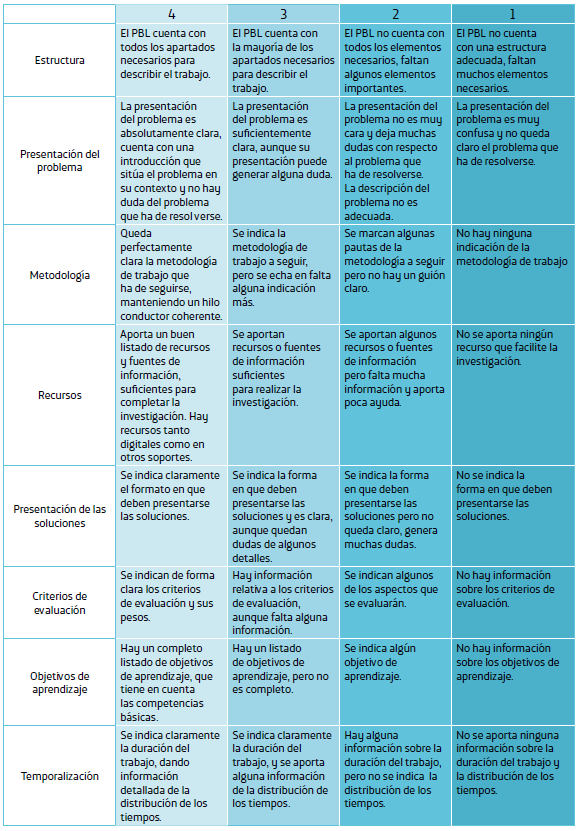 4
3
2
1
Estructura
El PBL cuenta con
todos los apartados
necesarios para
describir el trabajo.
El PBL cuenta con
la mayoría de los
apartados necesarios
para describir el
trabajo.
El PBL no cuenta con
todos los elementos
necesarios, faltan
algunos elementos
importantes.
El PBL no cuenta
con una estructura
adecuada, faltan
muchos elementos
necesarios.
Presentación del
problema
La presentación
del problema es
absolutamente clara,
cuenta con una
introducción que
sitúa el problema en
su contexto y no hay
duda del problema
que ha de resolverse.
La presentación
del problema es
suficientemente
clara, aunque su
presentación puede
generar alguna duda.
La presentación del
problema no es muy
cara y deja muchas
dudas con respecto
al problema que
ha de resolverse.
La descripción del
problema no es
adecuada.
La presentación del
problema es muy
confusa y no queda
claro el problema que
ha de resolverse.
Metodología
Queda
perfectamente
clara la metodología
de trabajo que
ha de seguirse,
manteniendo un hilo
conductor coherente.
Se indica la
metodología de
trabajo a seguir,
pero se echa en falta
alguna indicación
más.
Se marcan algunas
pautas de la
metodología a seguir
pero no hay un guión
claro.
No hay ninguna
indicación de la
metodología de trabajo
Recursos
Aporta un buen
listado de recursos
y fuentes de
información,
suficientes para
completar la
investigación. Hay
recursos tanto
digitales como en
otros soportes.
Se aportan
recursos o fuentes
de información
suficientes
para realizar la
investigación.
Se aportan algunos
recursos o fuentes
de información
pero falta mucha
información y aporta
poca ayuda.
No se aporta ningún
recurso que facilite la
investigación.
Presentación de las
soluciones
Se indica claramente
el formato en que
deben presentarse
las soluciones.
Se indica la forma
en que deben
presentarse las
soluciones y es clara,
aunque quedan
dudas de algunos
detalles.
Se indica la forma
en que deben
presentarse las
soluciones pero no
queda claro, genera
muchas dudas.
No se indica la
forma en que deben
presentarse las
soluciones.
Criterios de
evaluación
Se indican de forma
clara los criterios
de evaluación y sus
pesos.
Hay información
relativa a los criterios
de evaluación,
aunque falta alguna
información.
Se indican algunos
de los aspectos que
se evaluarán.
No hay información
sobre los criterios de
evaluación.
Objetivos de
aprendizaje
Hay un completo
listado de objetivos
de aprendizaje, que
tiene en cuenta
las competencias
básicas.
Hay un listado
de objetivos de
aprendizaje, pero no
es completo.
Se indica algún
objetivo de
aprendizaje.
No hay información
sobre los objetivos de
aprendizaje.
Temporalización
Se indica claramente
la duración del
trabajo, dando
información
detallada de la
distribución de los
tiempos.
Se indica claramente
la duración del
trabajo, y se aporta
alguna información
de la distribución
de los tiempos.
Hay alguna
información sobre la
duración del trabajo,
pero no se indica la
distribución de los
tiempos.
No se aporta ninguna
información sobre la
duración del trabajo y
la distribución de los
tiempos.